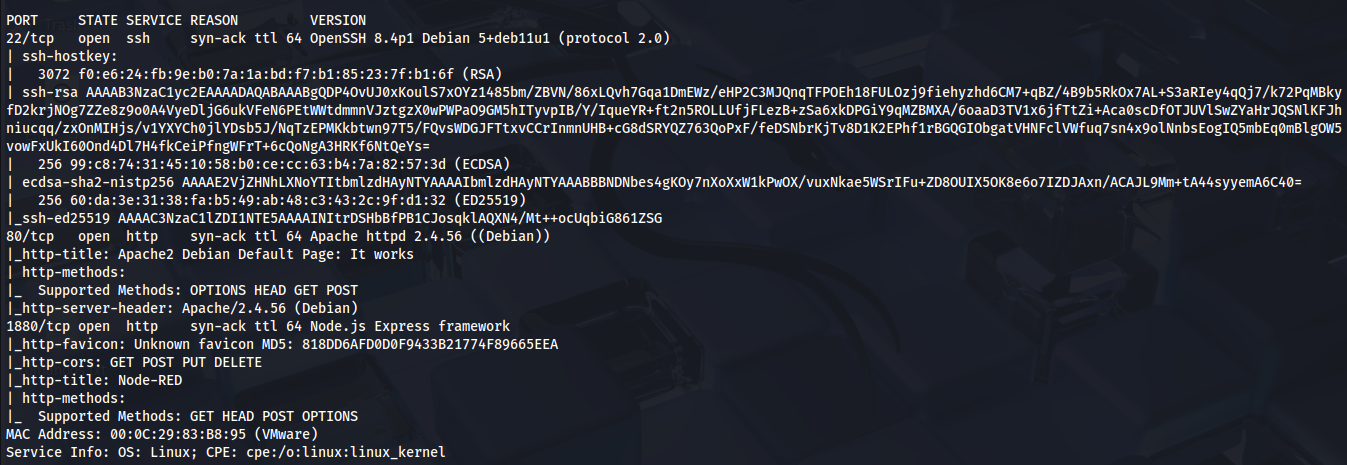 PORT     STATE SERVICE REASON         VERSION
22/tcp   open  ssh     syn-ack ttl 64 OpenSSH 8.4p1 Debian 5+deb11u1 (protocol 2.0)
| ssh-hostkey:
|   3072 f0:e6:24:fb:9e:b0:7a:1a:bd:f7:b1:85:23:7f:b1:6f (RSA)
| ssh-rsa AAAAB3NzaC1yc2EAAAADAQABAAABgQDP4OvUJ0xKoulS7xOYz1485bm/ZBVN/86xLQvh7Gqa1DmEWz/eHP2C3MJQnqTFPOEh18FULOzj9fiehyzhd6CM7+qBZ/4B9b5RkOx7AL+S3aRIey4qQj7/k72PqMBky
fD2krjNOg7ZZe8z9o0A4VyeDljG6ukVFeN6PEtWWtdmmnVJztgzX0wPWPaO9GM5hITyvpIB/Y/IqueYR+ft2n5ROLLUfjFLezB+zSa6xkDPGiY9qMZBMXA/6oaaD3TV1x6jfTtZi+Aca0scDfOTJUVlSwZYaHrJQSNlKFJh
niucqq/zxOnMIHjs/v1YXYCh0jlYDsb5J/NqTzEPMKkbtwn97T5/FQvsWDGJFTtxvCCrInmnUHB+cG8dSRYQZ763QoPxF/feDSNbrKjTv8D1K2EPhf1rBGQGIObgatVHNFclVWfuq7sn4x9olNnbsEogIQ5mbEq0mBlgOW5
vowFxUkI60Ond4Dl7H4fkCeiPfngWFrT+6cQoNgA3HRKf6NtQeYs=
|   256 99:c8:74:31:45:10:58:b0:ce:cc:63:b4:7a:82:57:3d (ECDSA)
| ecdsa-sha2-nistp256 AAAAE2VjZHNhLXNoYTItbmlzdHAyNTYAAAAIbmlzdHAyNTYAAABBBNDNbes4gKOy7nXoXxW1kPwOX/vuxNkae5WSrIFu+ZD8OUIX5OK8e6o7IZDJAxn/ACAJL9Mm+tA44syyemA6C40=
|   256 60:da:3e:31:38:fa:b5:49:ab:48:c3:43:2c:9f:d1:32 (ED25519)
|_ssh-ed25519 AAAAC3NzaC1lZDI1NTE5AAAAINItrDSHbBfPB1CJosqklAQXN4/Mt++ocUqbiG861ZSG
80/tcp   open  http    syn-ack ttl 64 Apache httpd 2.4.56 ((Debian))
|_http-title: Apache2 Debian Default Page: It works
| http-methods:
|_  Supported Methods: OPTIONS HEAD GET POST
|_http-server-header: Apache/2.4.56 (Debian)
1880/tcp open  http    syn-ack ttl 64 Node.js Express framework
|_http-favicon: Unknown favicon MD5: 818DD6AFD0D0F9433B21774F89665EEA
|_http-cors: GET POST PUT DELETE
|_http-title: Node-RED
| http-methods:
|_  Supported Methods: GET HEAD POST OPTIONS
MAC Address: 00:0C:29:83:B8:95 (VMware)
Service Info: OS: Linux; CPE: cpe:/o:linux:linux_kernel